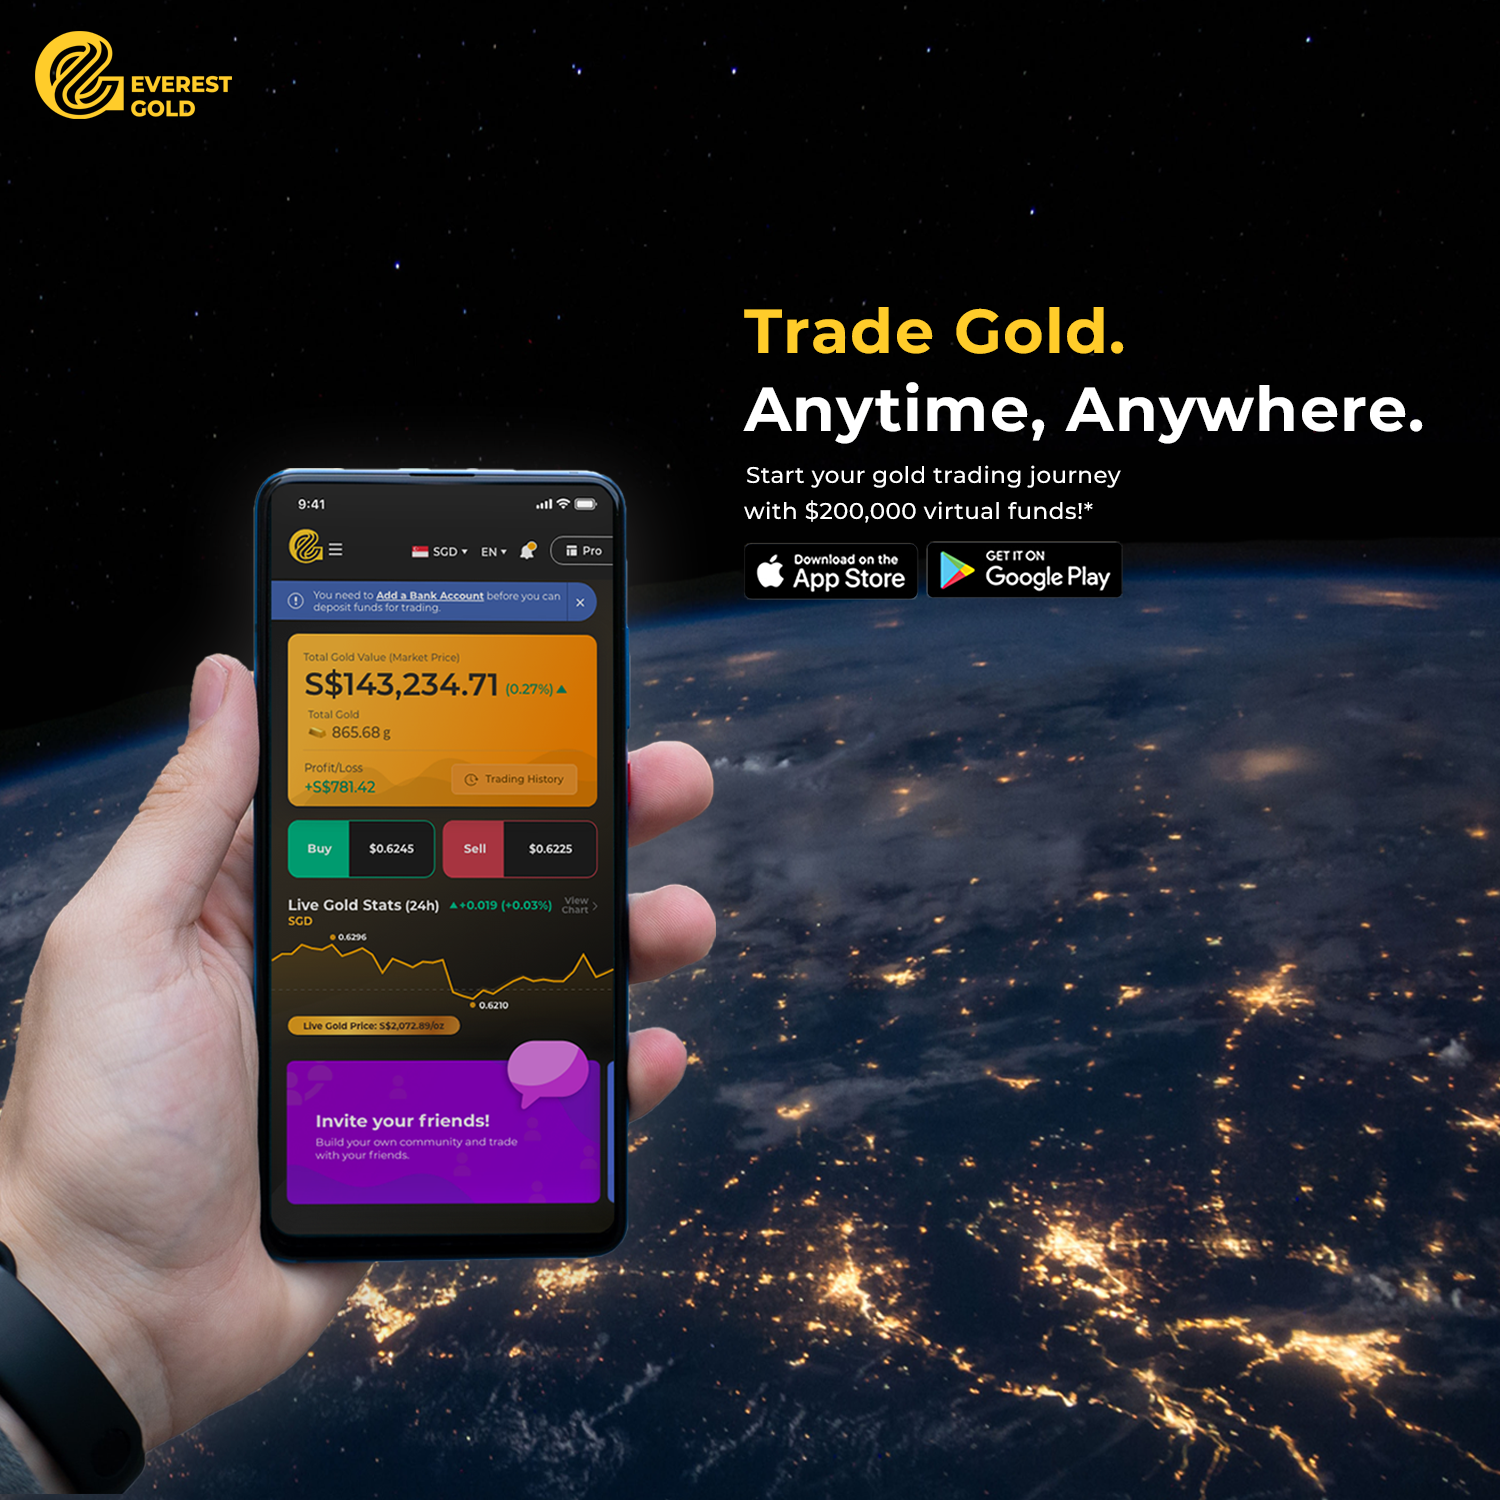 EVEREST
GOLD
Trade Gold.
Anytime, Anywhere.
Start your gold trading journey
with $200,000 virtual funds!*
Download on the
App Store
GET IT ON
Google Play
9:41
SGD
EN
Pro
You need to Add a Bank Account before you can
deposit funds for trading.
Total Gold Value (Market Price)
S$143,234.71 (0.27%)
Total Gold
865.68 g
Profit/Loss
+S$781.42
Trading History
Buy $0.6245
Sell $0.6225
Live Gold Stats (24h) +0.019 (+0.03%) View
Chart
SGD
0.6296
0.6210
Live Gold Price: S$2,072.89/oz
Invite your friends!
Build your own community and trade
with your friends.